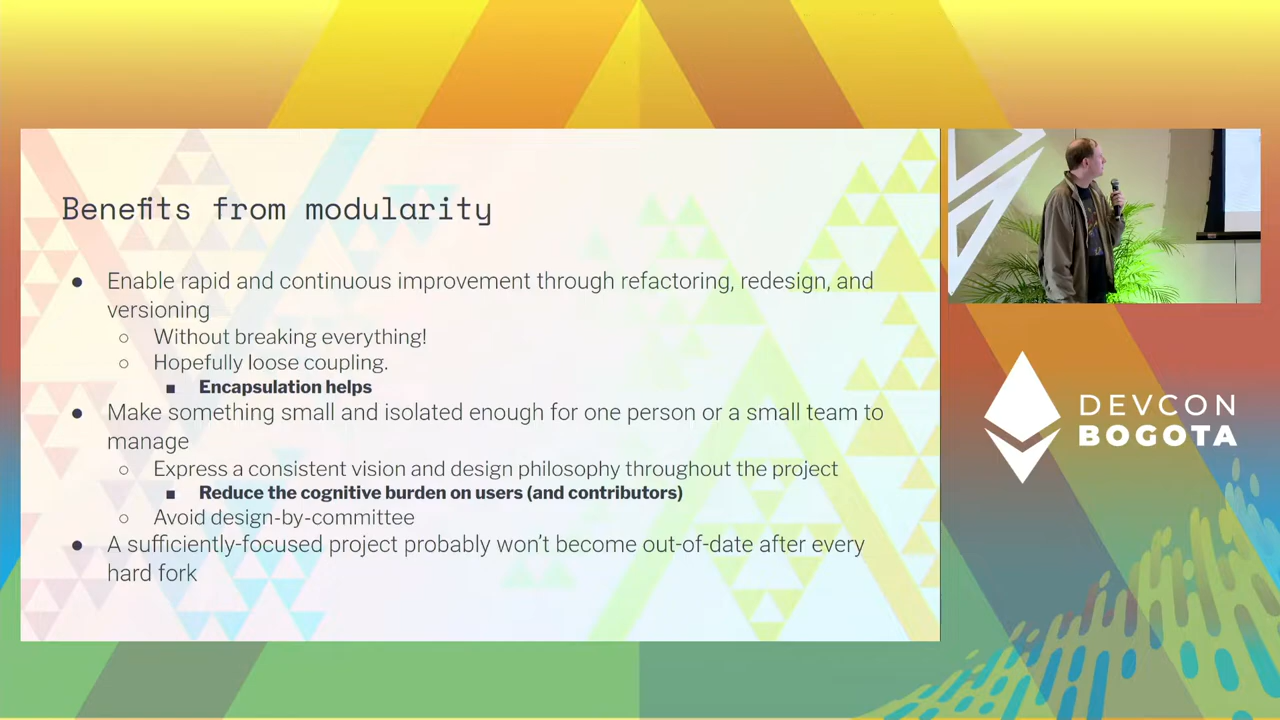 Benefits from modularity
● Enable rapid and continuous improvement through refactoring, redesign, and
versioning
○ Without breaking everything!
○ Hopefully loose coupling.
■ Encapsulation helps
● Make something small and isolated enough for one person or a small team to
manage
○ Express a consistent vision and design philosophy throughout the project
■ Reduce the cognitive burden on users (and contributors)
○ Avoid design-by-committee
● A sufficiently-focused project probably won't become out-of-date after every
hard fork
DEVCON
BOGOTA